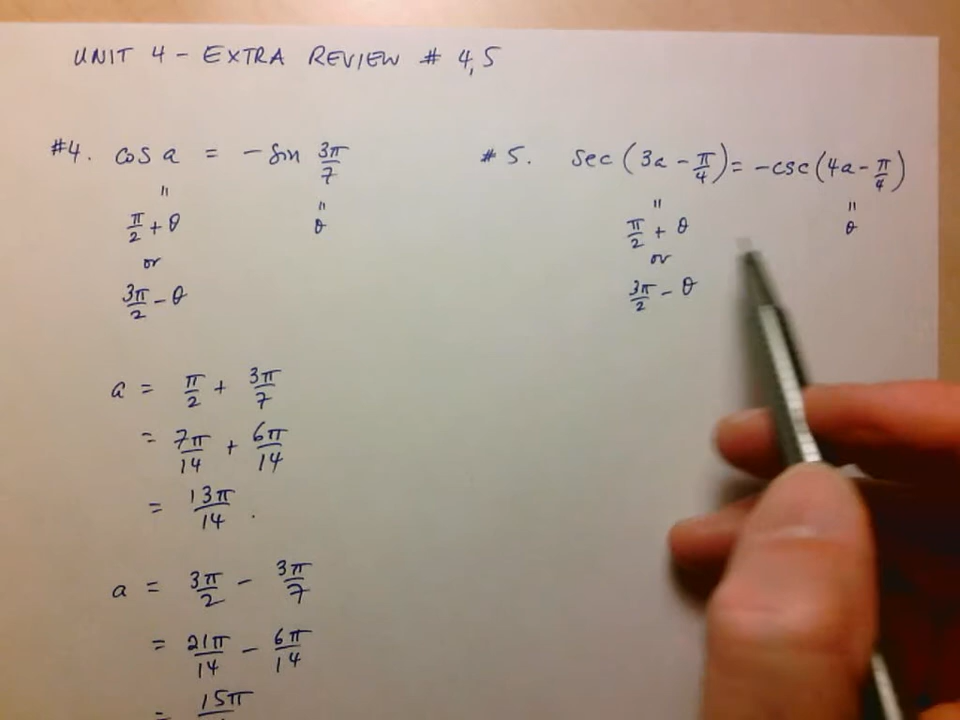 UNIT 4 - EXTRA REVIEW # 4,5
#4. cos a = - sin 3π/7
" "
π/2 + θ θ
or
3π/2 - θ
a = π/2 + 3π/7
= 7π/14 + 6π/14
= 13π/14 .
a = 3π/2 - 3π/7
= 21π/14 - 6π/14
= 15π
# 5. sec (3a - π/4) = - csc (4a - π/4)
" "
π/2 + θ θ
or
3π/2 - θ